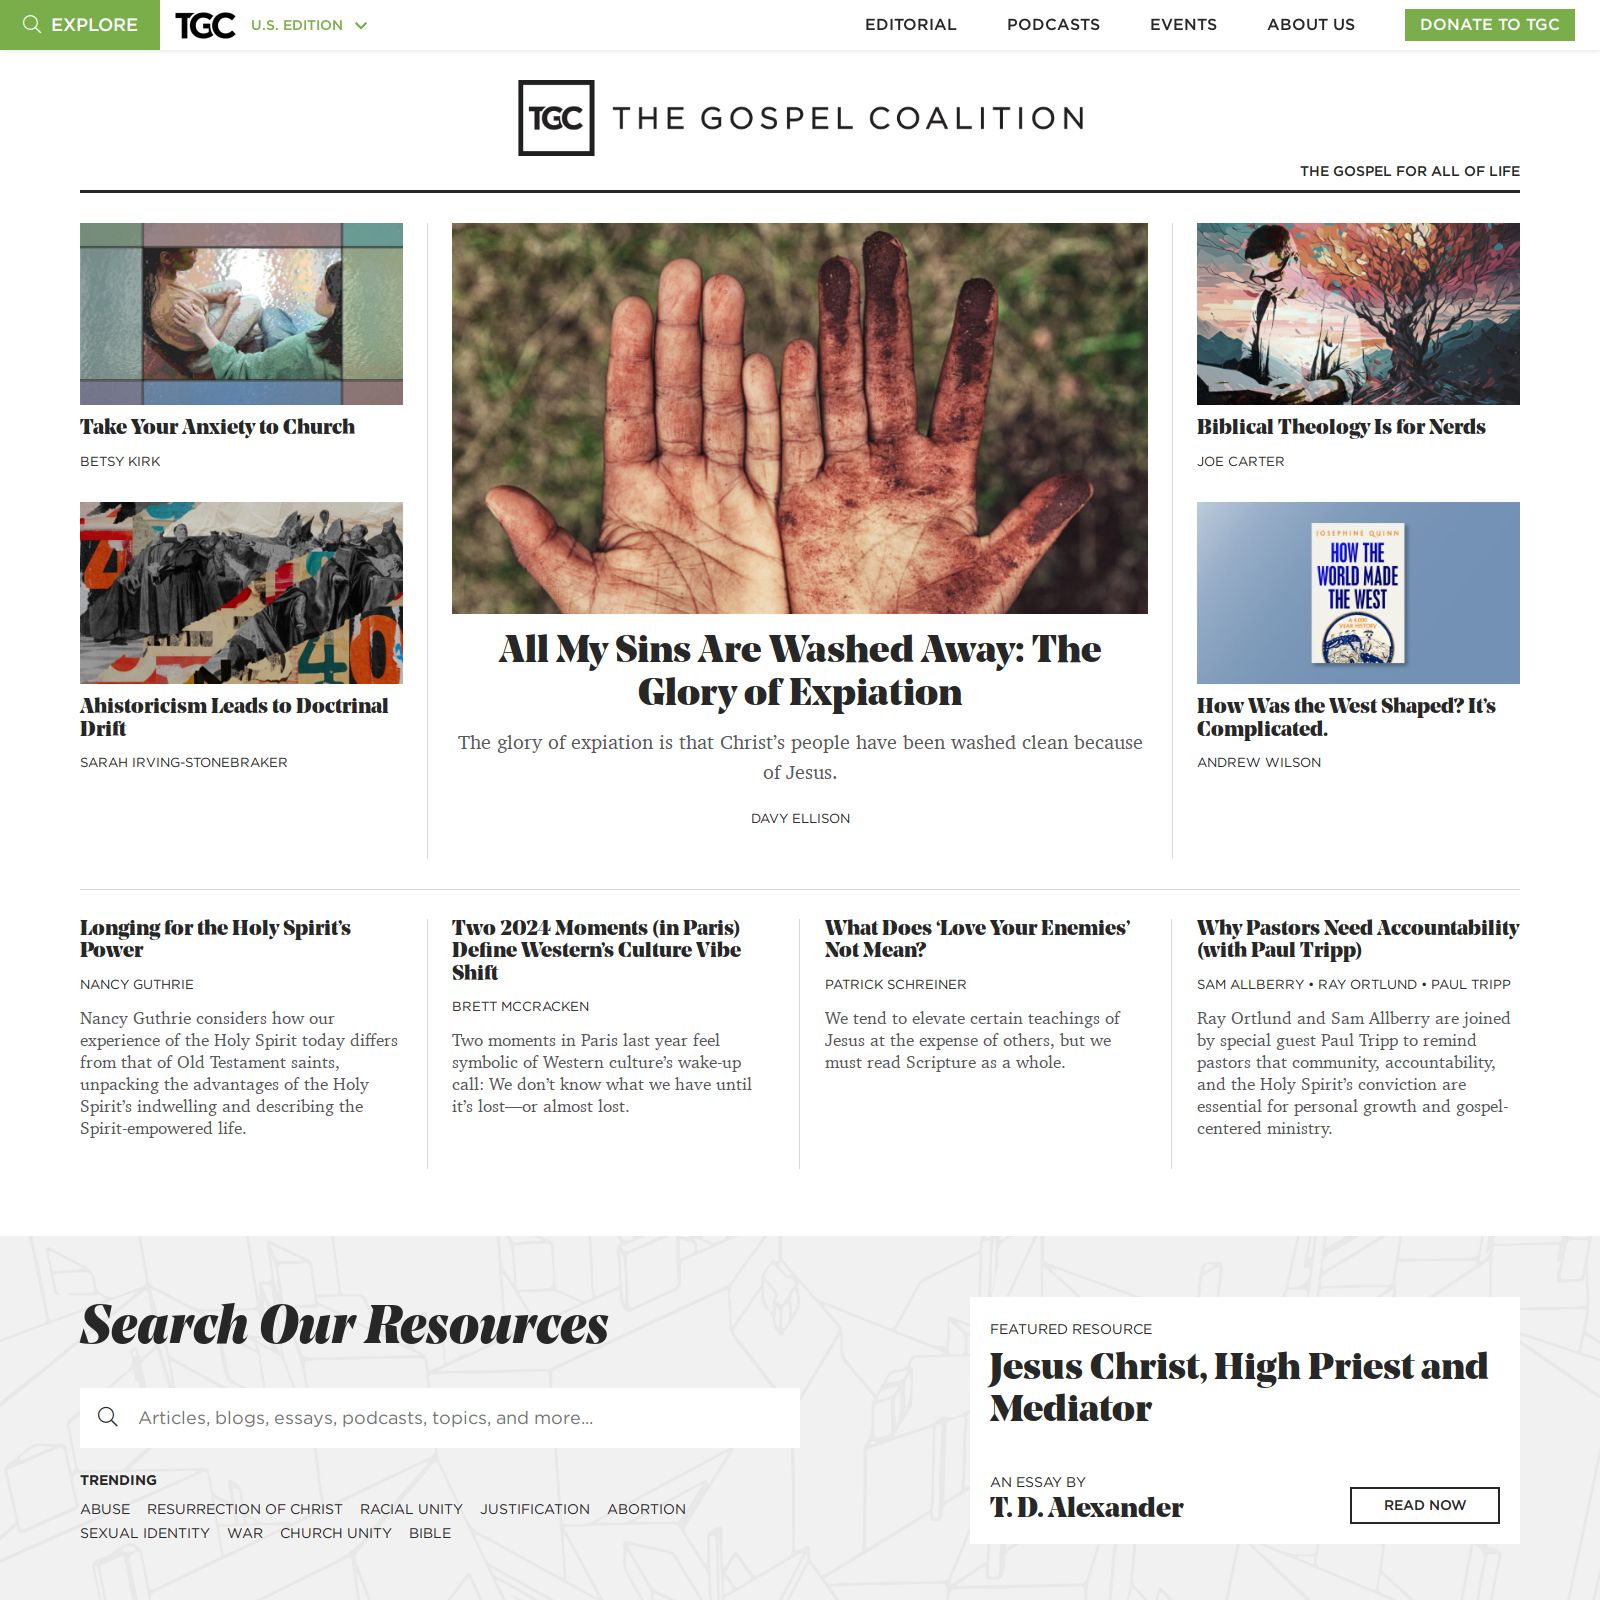 EXPLORE
TGC
U.S. EDITION
EDITORIAL
PODCASTS
EVENTS
ABOUT US
DONATE TO TGC
TGC THE GOSPEL COALITION
THE GOSPEL FOR ALL OF LIFE
Take Your Anxiety to Church
BETSY KIRK
4
40
Ahistoricism Leads to Doctrinal
Drift
SARAH IRVING-STONEBRAKER
All My Sins Are Washed Away: The
Glory of Expiation
The glory of expiation is that Christ’s people have been washed clean because
of Jesus.
DAVY ELLISON
Biblical Theology Is for Nerds
JOE CARTER
JOSEPHINE QUINN
HOW THE
WORLD MADE
THE WEST
A 4,000
YEAR HISTORY
How Was the West Shaped? It’s
Complicated.
ANDREW WILSON
Longing for the Holy Spirit’s
Power
NANCY GUTHRIE
Nancy Guthrie considers how our
experience of the Holy Spirit today differs
from that of Old Testament saints,
unpacking the advantages of the Holy
Spirit’s indwelling and describing the
Spirit-empowered life.
Two 2024 Moments (in Paris)
Define Western’s Culture Vibe
Shift
BRETT MCCRACKEN
Two moments in Paris last year feel
symbolic of Western culture’s wake-up
call: We don’t know what we have until
it’s lost—or almost lost.
What Does ‘Love Your Enemies’
Not Mean?
PATRICK SCHREINER
We tend to elevate certain teachings of
Jesus at the expense of others, but we
must read Scripture as a whole.
Why Pastors Need Accountability
(with Paul Tripp)
SAM ALLBERRY • RAY ORTLUND • PAUL TRIPP
Ray Ortlund and Sam Allberry are joined
by special guest Paul Tripp to remind
pastors that community, accountability,
and the Holy Spirit’s conviction are
essential for personal growth and gospel-
centered ministry.
Search Our Resources
Articles, blogs, essays, podcasts, topics, and more...
TRENDING
ABUSE RESURRECTION OF CHRIST RACIAL UNITY JUSTIFICATION ABORTION
SEXUAL IDENTITY WAR CHURCH UNITY BIBLE
FEATURED RESOURCE
Jesus Christ, High Priest and
Mediator
AN ESSAY BY
T. D. Alexander
READ NOW